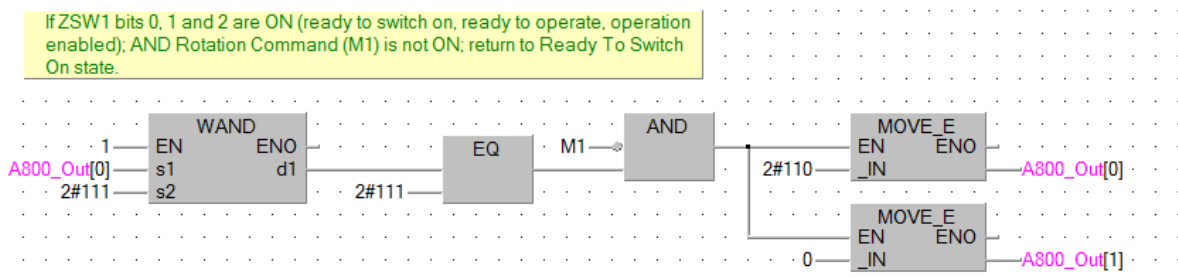 If ZSW1 bits 0, 1 and 2 are ON (ready to switch on, ready to operate, operation
enabled); AND Rotation Command (M1) is not ON; return to Ready To Switch
On state.
WAND
1 EN ENO
A800_Out[0] s1 d1
2#111 s2
EQ
2#111
AND
M1
MOVE_E
EN ENO
2#110 _IN A800_Out[0]
MOVE_E
EN ENO
0 _IN A800_Out[1]